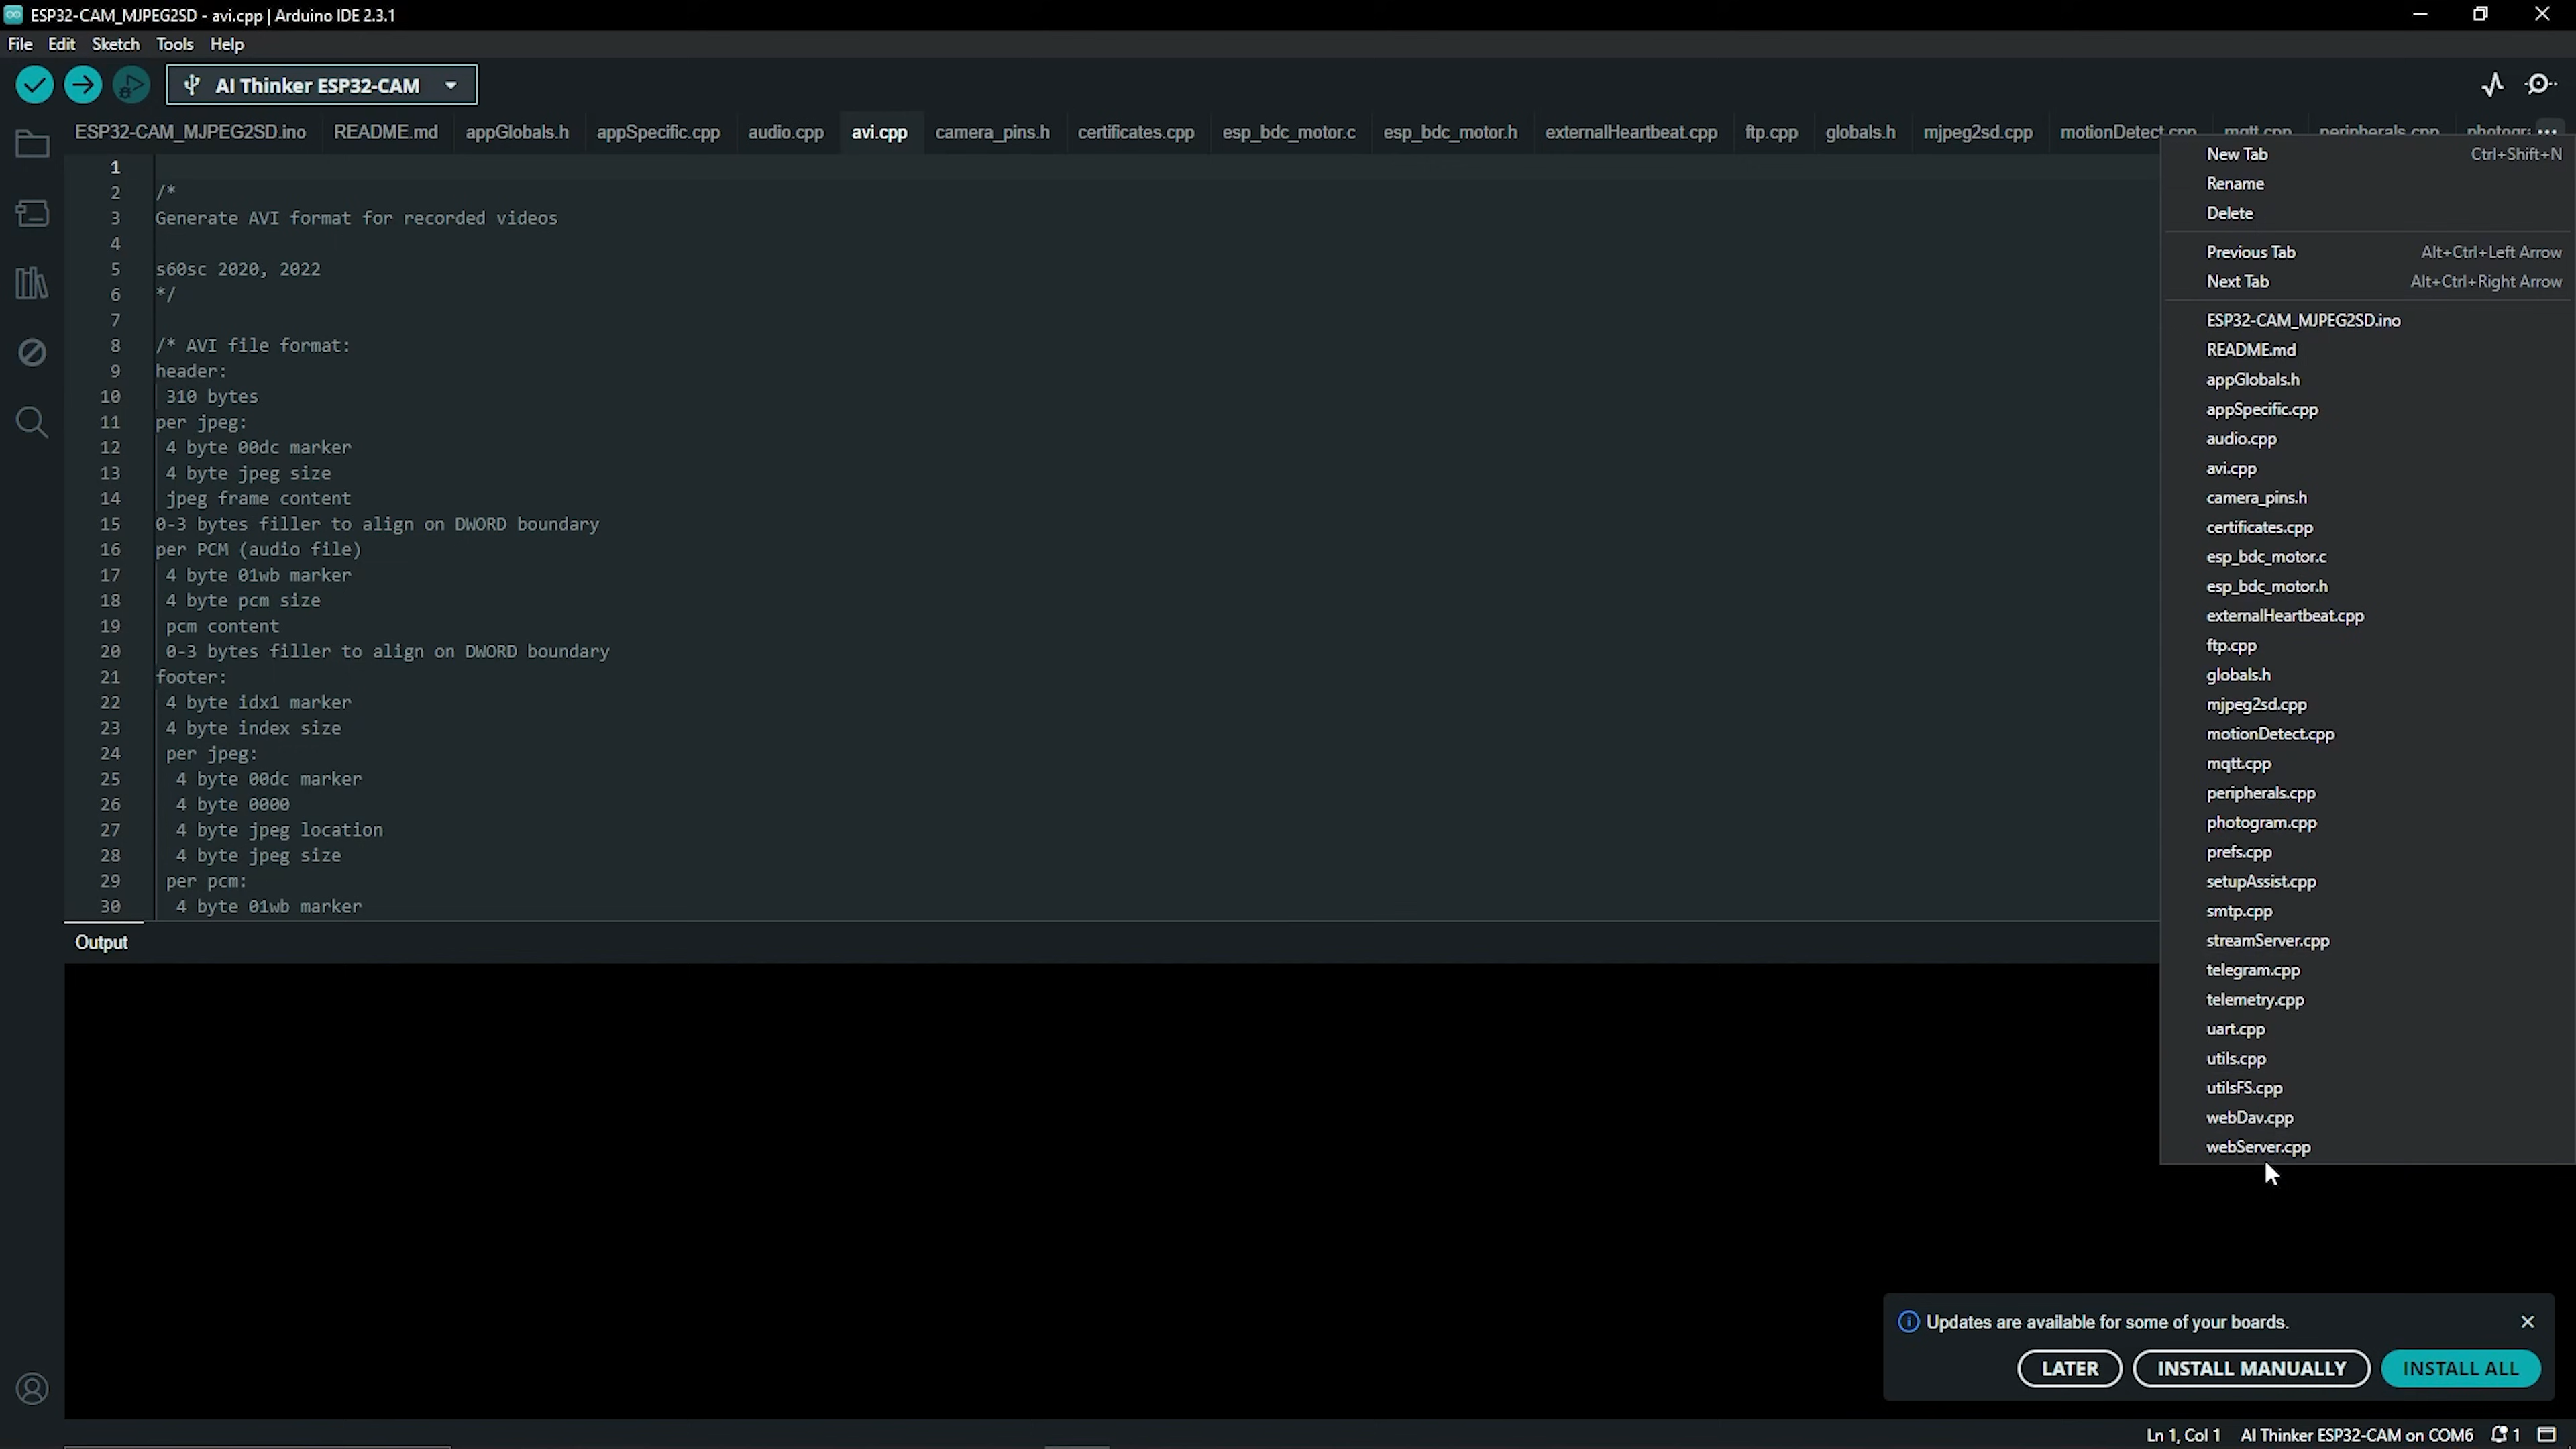 ESP32-CAM_MJPEG2SD - avi.cpp | Arduino IDE 2.3.1
File Edit Sketch Tools Help
AI Thinker ESP32-CAM
ESP32-CAM_MJPEG2SD.ino README.md appGlobals.h appSpecific.cpp audio.cpp avi.cpp camera_pins.h certificates.cpp esp_bdc_motor.c esp_bdc_motor.h externalHeartbeat.cpp ftp.cpp globals.h mjpeg2sd.cpp motionDetect.cpp mqtt.cpp peripherals.cpp photogr
1
2 /*
3 Generate AVI format for recorded videos
4
5 s60sc 2020, 2022
6 */
7
8 /* AVI file format:
9 header:
10 310 bytes
11 per jpeg:
12 4 byte 00dc marker
13 4 byte jpeg size
14 jpeg frame content
15 0-3 bytes filler to align on DWORD boundary
16 per PCM (audio file)
17 4 byte 01wb marker
18 4 byte pcm size
19 pcm content
20 0-3 bytes filler to align on DWORD boundary
21 footer:
22 4 byte idx1 marker
23 4 byte index size
24 per jpeg:
25 4 byte 00dc marker
26 4 byte 0000
27 4 byte jpeg location
28 4 byte jpeg size
29 per pcm:
30 4 byte 01wb marker
Output
New Tab Ctrl+Shift+N
Rename
Delete
Previous Tab Alt+Ctrl+Left Arrow
Next Tab Alt+Ctrl+Right Arrow
ESP32-CAM_MJPEG2SD.ino
README.md
appGlobals.h
appSpecific.cpp
audio.cpp
avi.cpp
camera_pins.h
certificates.cpp
esp_bdc_motor.c
esp_bdc_motor.h
externalHeartbeat.cpp
ftp.cpp
globals.h
mjpeg2sd.cpp
motionDetect.cpp
mqtt.cpp
peripherals.cpp
photogram.cpp
prefs.cpp
setupAssist.cpp
smtp.cpp
streamServer.cpp
telegram.cpp
telemetry.cpp
uart.cpp
utils.cpp
utilsFS.cpp
webDav.cpp
webServer.cpp
Updates are available for some of your boards.
LATER INSTALL MANUALLY INSTALL ALL
Ln 1, Col 1 AI Thinker ESP32-CAM on COM6 1